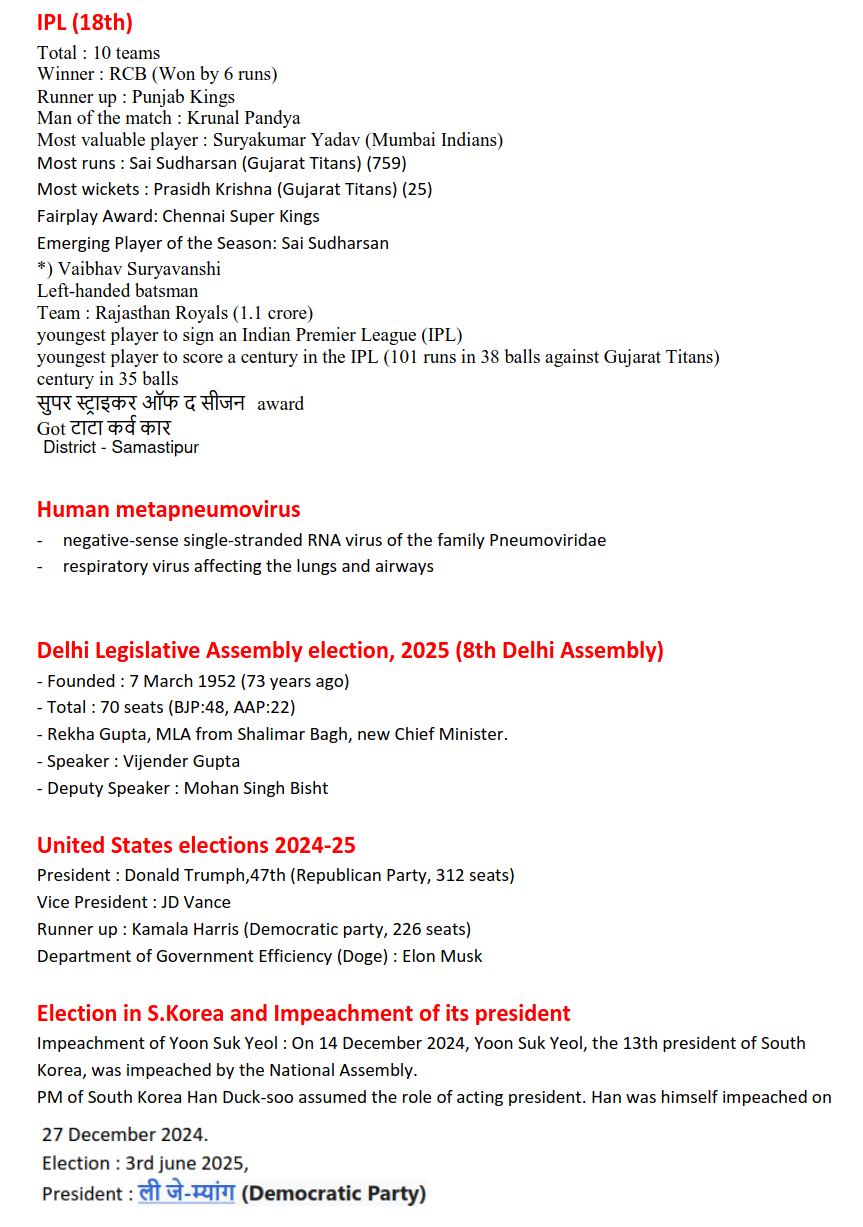 IPL (18th)
Total : 10 teams
Winner : RCB (Won by 6 runs)
Runner up : Punjab Kings
Man of the match : Krunal Pandya
Most valuable player : Suryakumar Yadav (Mumbai Indians)
Most runs : Sai Sudharsan (Gujarat Titans) (759)
Most wickets : Prasidh Krishna (Gujarat Titans) (25)
Fairplay Award: Chennai Super Kings
Emerging Player of the Season: Sai Sudharsan
*) Vaibhav Suryavanshi
Left-handed batsman
Team : Rajasthan Royals (1.1 crore)
youngest player to sign an Indian Premier League (IPL)
youngest player to score a century in the IPL (101 runs in 38 balls against Gujarat Titans)
century in 35 balls
सुपर स्ट्राइकर ऑफ द सीजन award
Got टाटा कर्व कार
District - Samastipur
Human metapneumovirus
- negative-sense single-stranded RNA virus of the family Pneumoviridae
- respiratory virus affecting the lungs and airways
Delhi Legislative Assembly election, 2025 (8th Delhi Assembly)
- Founded : 7 March 1952 (73 years ago)
- Total : 70 seats (BJP:48, AAP:22)
- Rekha Gupta, MLA from Shalimar Bagh, new Chief Minister.
- Speaker : Vijender Gupta
- Deputy Speaker : Mohan Singh Bisht
United States elections 2024-25
President : Donald Trumph,47th (Republican Party, 312 seats)
Vice President : JD Vance
Runner up : Kamala Harris (Democratic party, 226 seats)
Department of Government Efficiency (Doge) : Elon Musk
Election in S.Korea and Impeachment of its president
Impeachment of Yoon Suk Yeol : On 14 December 2024, Yoon Suk Yeol, the 13th president of South
Korea, was impeached by the National Assembly.
PM of South Korea Han Duck-soo assumed the role of acting president. Han was himself impeached on
27 December 2024.
Election : 3rd june 2025,
President : ली जे-म्यांग (Democratic Party)